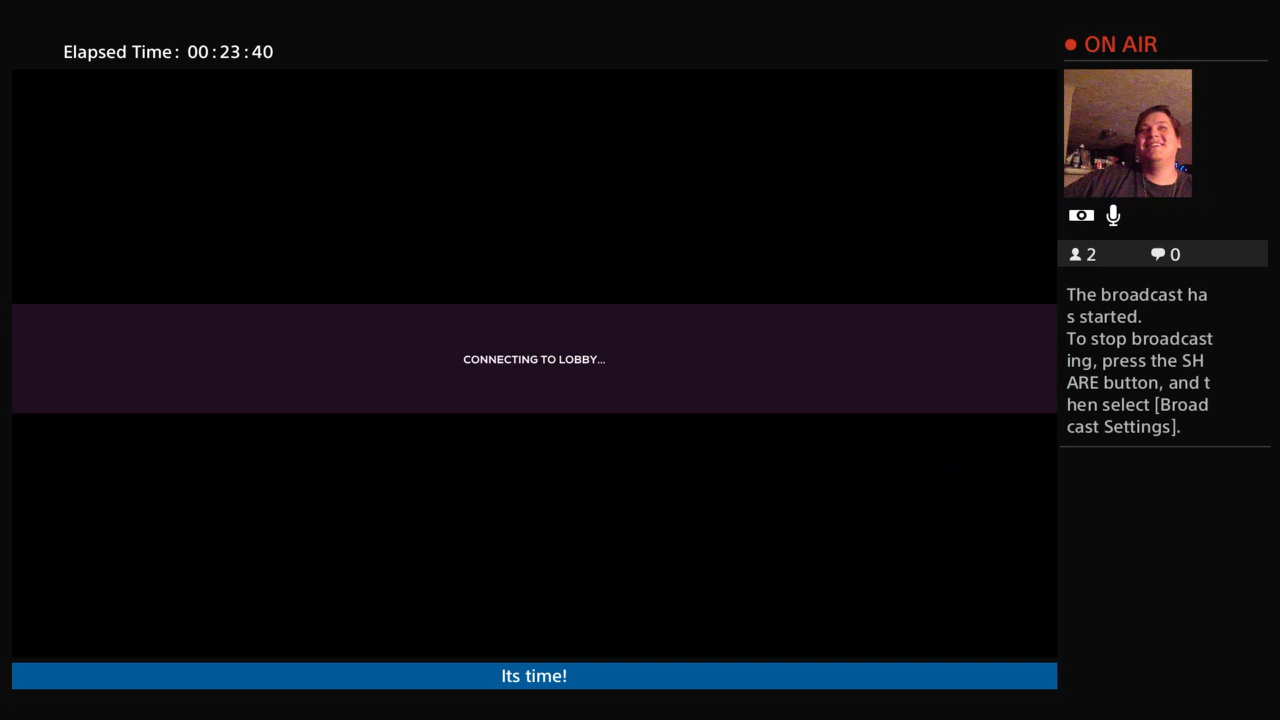 Elapsed Time: 00:23:40
ON AIR
2
0
The broadcast ha
s started.
To stop broadcast
ing, press the SH
ARE button, and t
hen select [Broad
cast Settings].
CONNECTING TO LOBBY...
Its time!